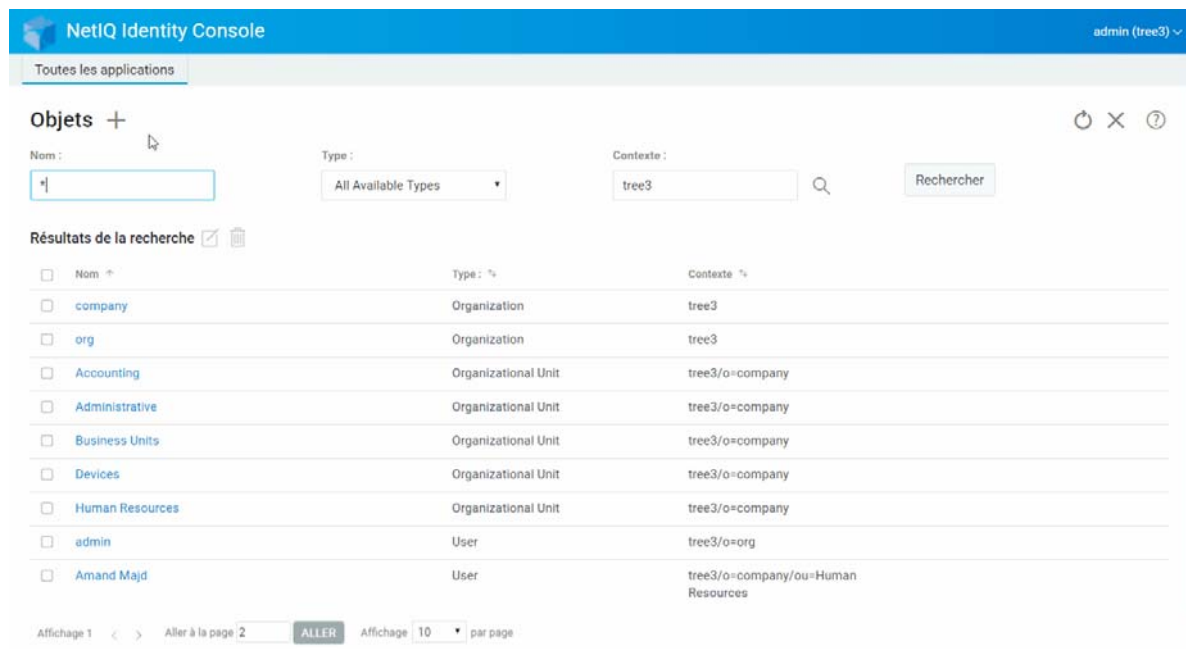 NetIQ Identity Console
admin (tree3)
Toutes les applications
Objets
Nom :
Type :
Contexte :
*
All Available Types
tree3
Rechercher
Résultats de la recherche
Nom Type : Contexte
company Organization tree3
org Organization tree3
Accounting Organizational Unit tree3/o=company
Administrative Organizational Unit tree3/o=company
Business Units Organizational Unit tree3/o=company
Devices Organizational Unit tree3/o=company
Human Resources Organizational Unit tree3/o=company
admin User tree3/o=org
Amand Majd User tree3/o=company/ou=Human
Resources
Affichage 1 < > Aller à la page 2 ALLER Affichage 10 par page